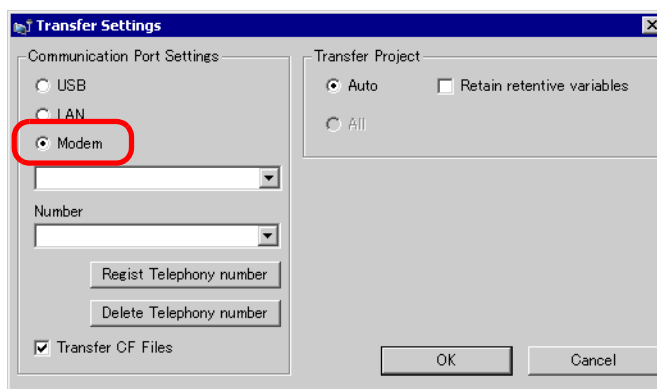 Transfer Settings
Communication Port Settings
USB
LAN
Modem
Number
Regist Telephony number
Delete Telephony number
Transfer CF Files
Transfer Project
Auto
Retain retentive variables
All
OK
Cancel